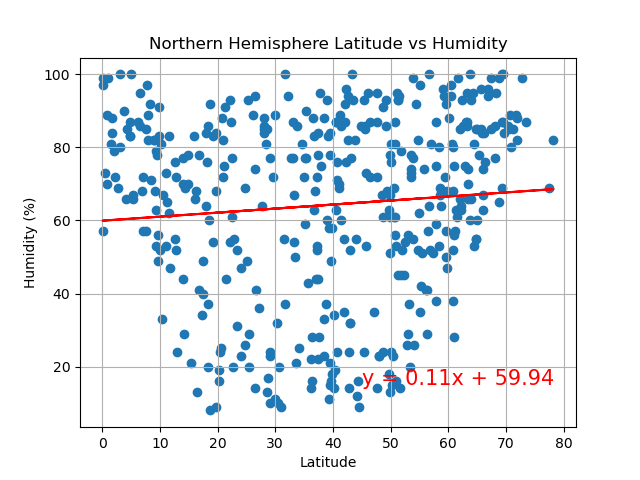 Northern Hemisphere Latitude vs Humidity
100
80
60
40
20
Humidity (%)
y = 0.11x + 59.94
0 10 20 30 40 50 60 70 80
Latitude